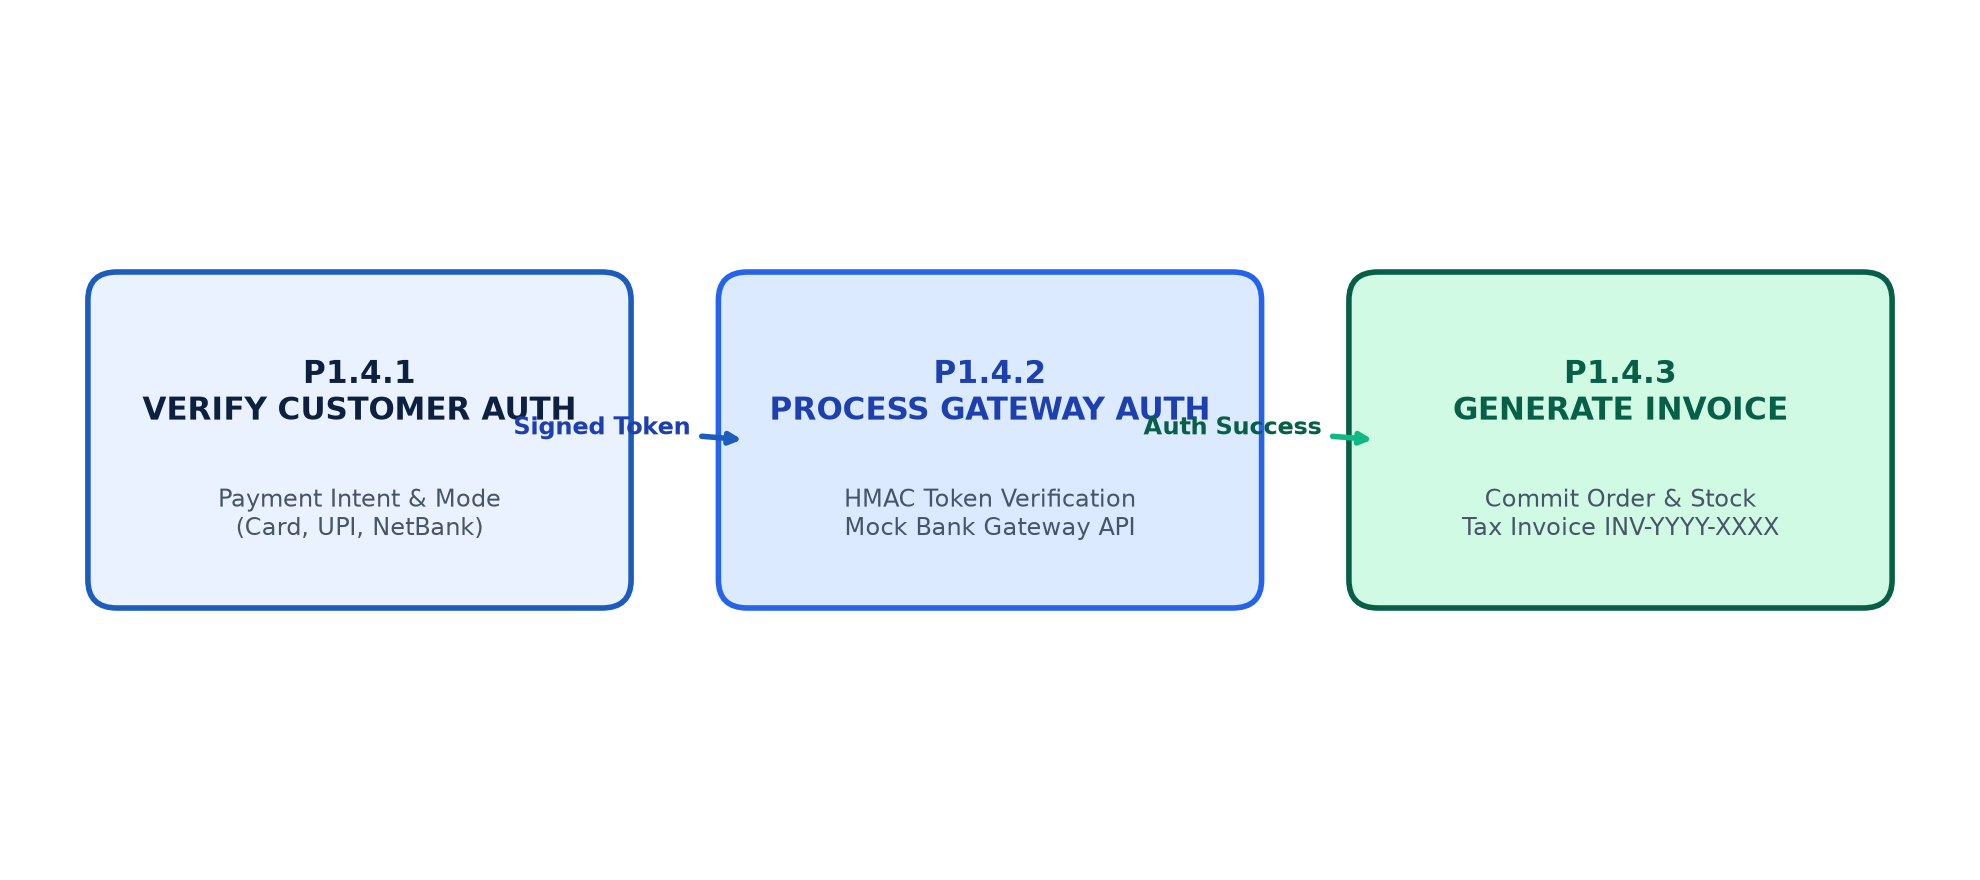 P1.4.1
VERIFY CUSTOMER AUTH
Payment Intent & Mode
(Card, UPI, NetBank)
Signed Token
P1.4.2
PROCESS GATEWAY AUTH
HMAC Token Verification
Mock Bank Gateway API
Auth Success
P1.4.3
GENERATE INVOICE
Commit Order & Stock
Tax Invoice INV-YYYY-XXXX